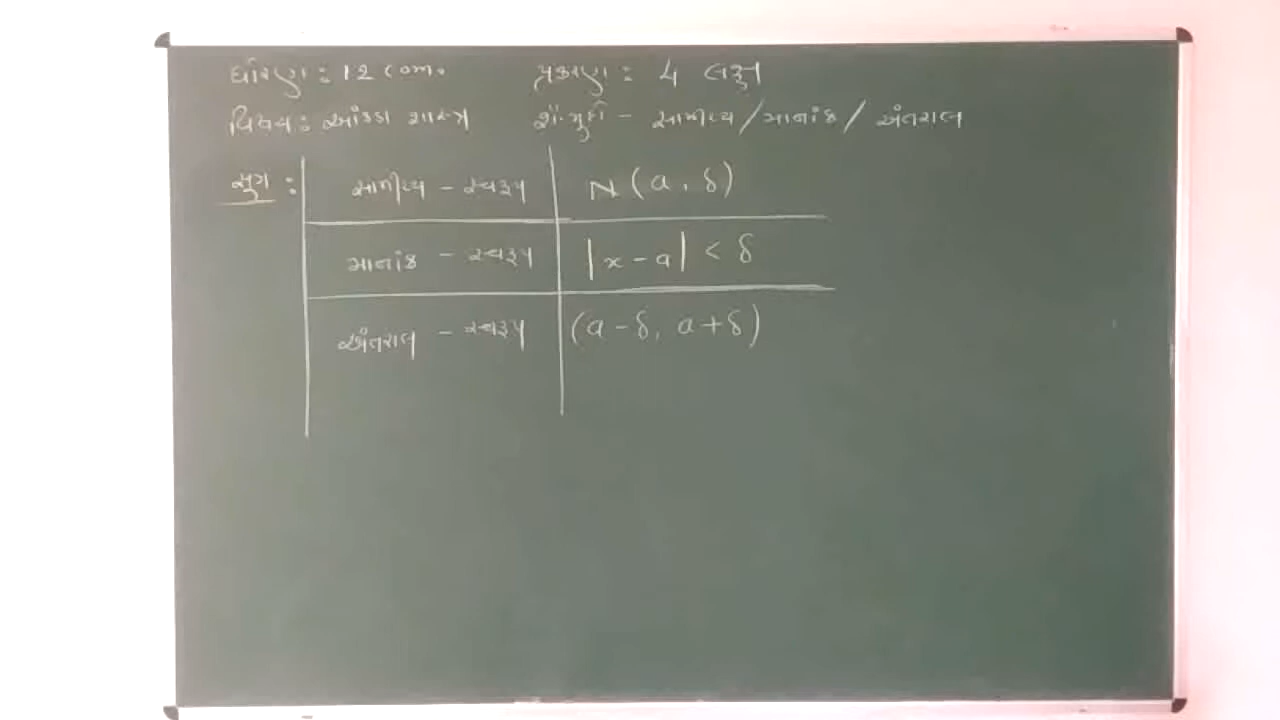 ધોરણ : 12 com. પ્રકરણ : 4 લક્ષ
વિષય : આંકડા શાસ્ત્ર શૈ.મુદ્દો - સામીપ્ય / માનાંક / અંતરાલ
સુત્ર :
સામીપ્ય - સ્વરૂપ N (a, δ)
માનાંક - સ્વરૂપ |x - a| < δ
અંતરાલ - સ્વરૂપ (a - δ, a + δ)